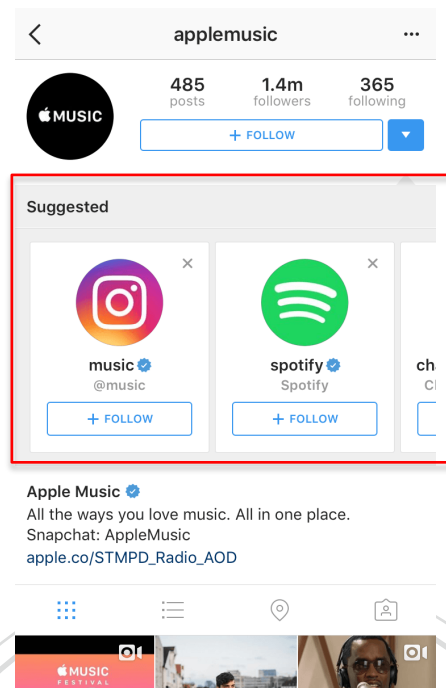 applemusic
485 1.4m 365
posts followers following
MUSIC
+ FOLLOW
Suggested
music spotify
@music Spotify
+ FOLLOW + FOLLOW
Apple Music
All the ways you love music. All in one place.
Snapchat: AppleMusic
apple.co/STMPD_Radio_AOD
MUSIC
FESTIVAL